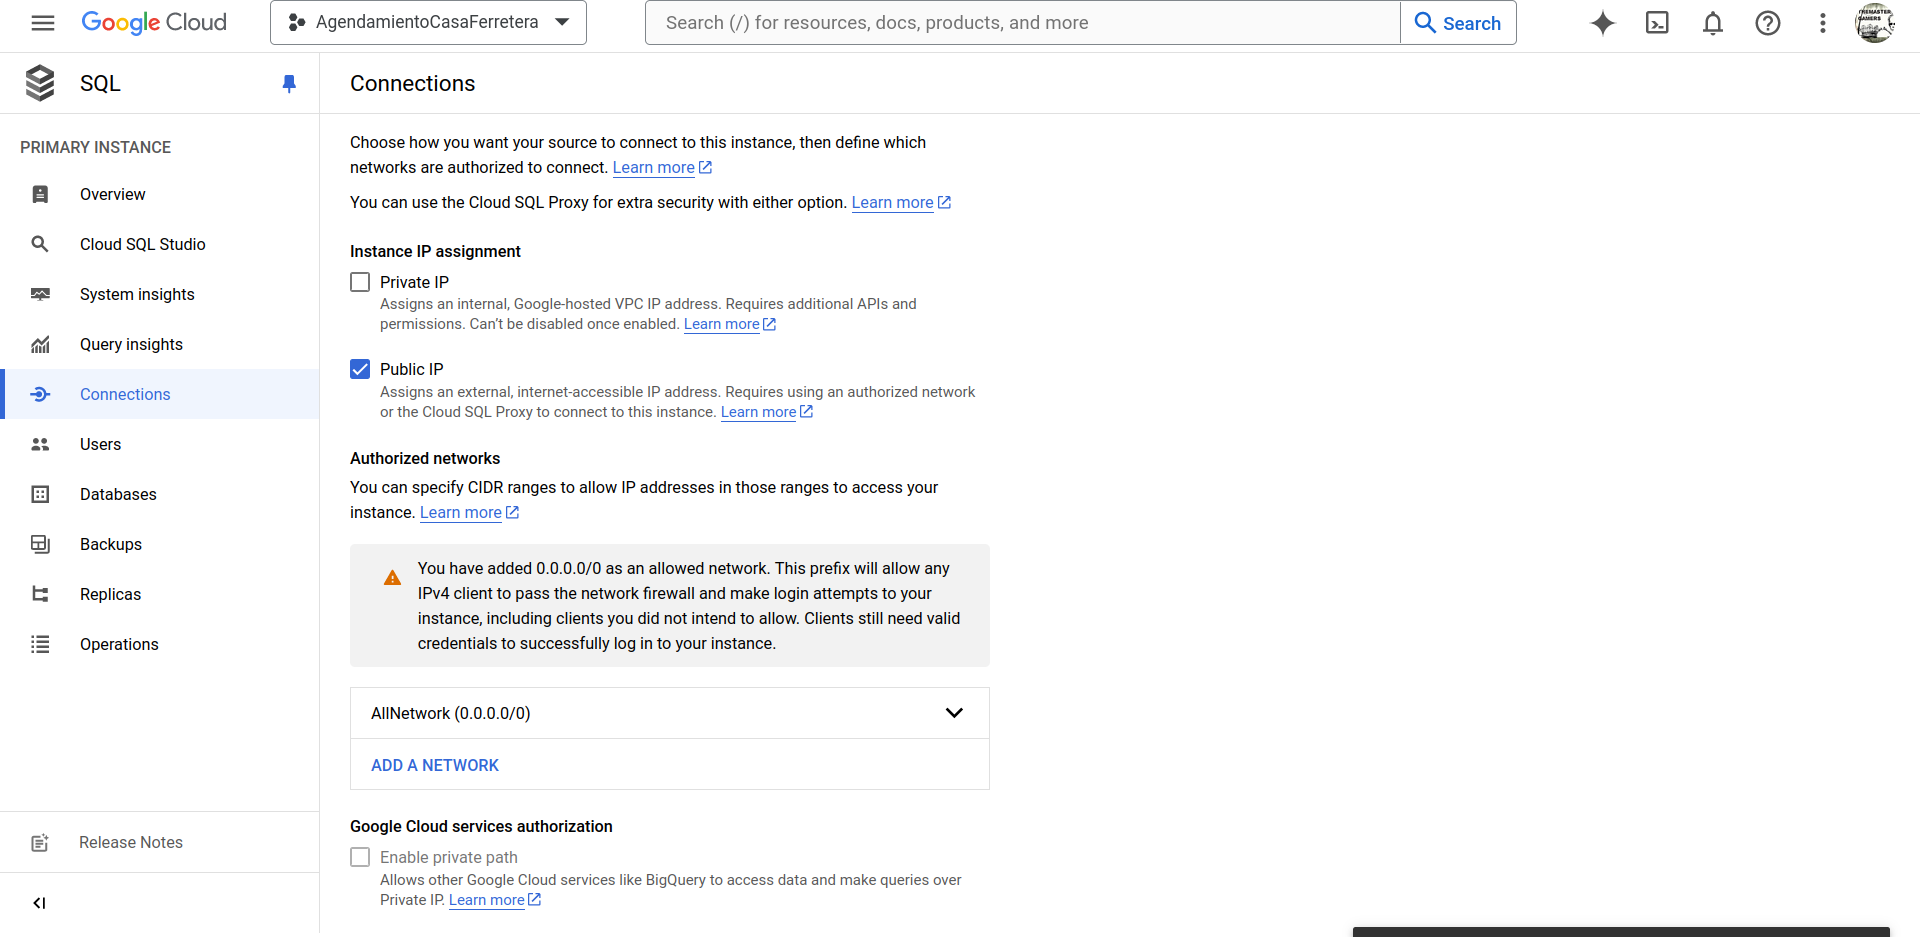 Google Cloud
AgendamientoCasaFerretera
Search (/) for resources, docs, products, and more
Search
SQL
PRIMARY INSTANCE
Overview
Cloud SQL Studio
System insights
Query insights
Connections
Users
Databases
Backups
Replicas
Operations
Release Notes
Connections
Choose how you want your source to connect to this instance, then define which
networks are authorized to connect. Learn more
You can use the Cloud SQL Proxy for extra security with either option. Learn more
Instance IP assignment
Private IP
Assigns an internal, Google-hosted VPC IP address. Requires additional APIs and
permissions. Can’t be disabled once enabled. Learn more
Public IP
Assigns an external, internet-accessible IP address. Requires using an authorized network
or the Cloud SQL Proxy to connect to this instance. Learn more
Authorized networks
You can specify CIDR ranges to allow IP addresses in those ranges to access your
instance. Learn more
You have added 0.0.0.0/0 as an allowed network. This prefix will allow any
IPv4 client to pass the network firewall and make login attempts to your
instance, including clients you did not intend to allow. Clients still need valid
credentials to successfully log in to your instance.
AllNetwork (0.0.0.0/0)
ADD A NETWORK
Google Cloud services authorization
Enable private path
Allows other Google Cloud services like BigQuery to access data and make queries over
Private IP. Learn more